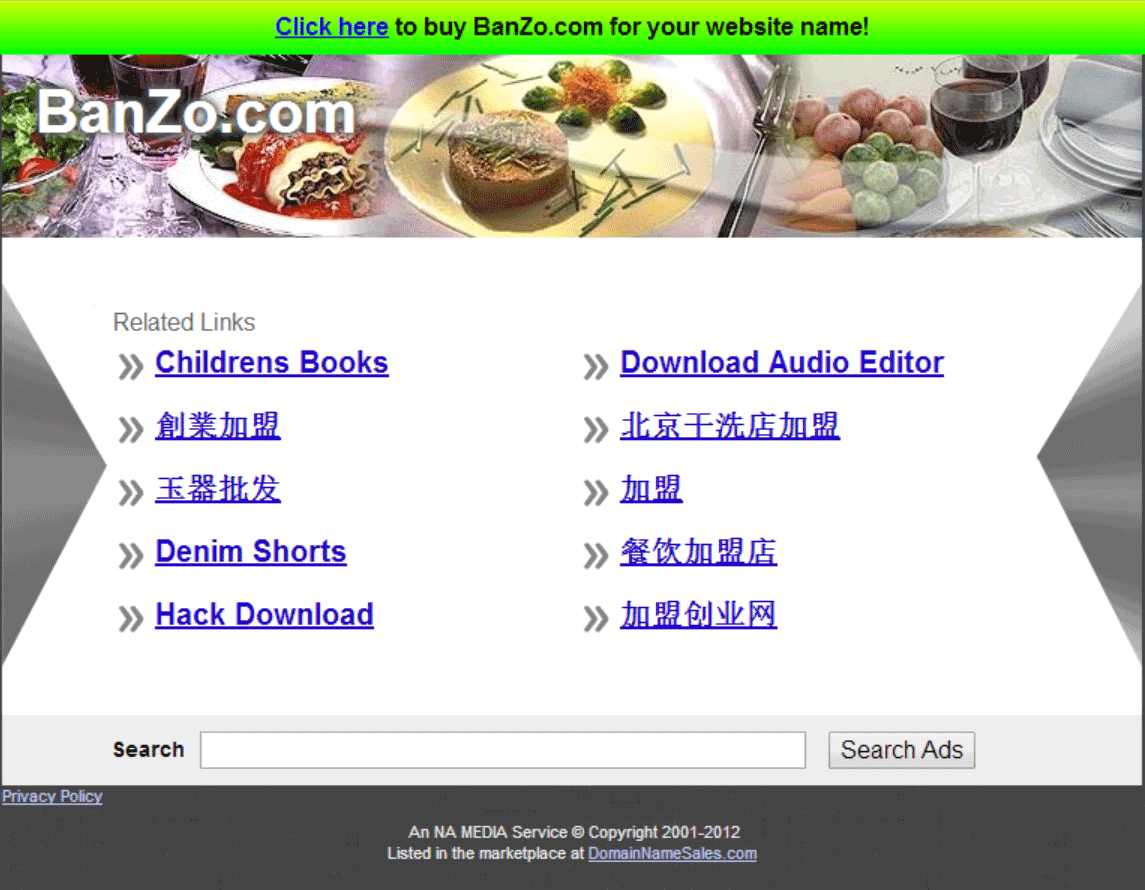 Click here to buy BanZo.com for your website name!
BanZo.com
Related Links
Childrens Books
Download Audio Editor
創業加盟
北京干洗店加盟
玉器批发
加盟
Denim Shorts
餐饮加盟店
Hack Download
加盟创业网
Search
Search Ads
Privacy Policy
An NA MEDIA Service © Copyright 2001-2012
Listed in the marketplace at DomainNameSales.com